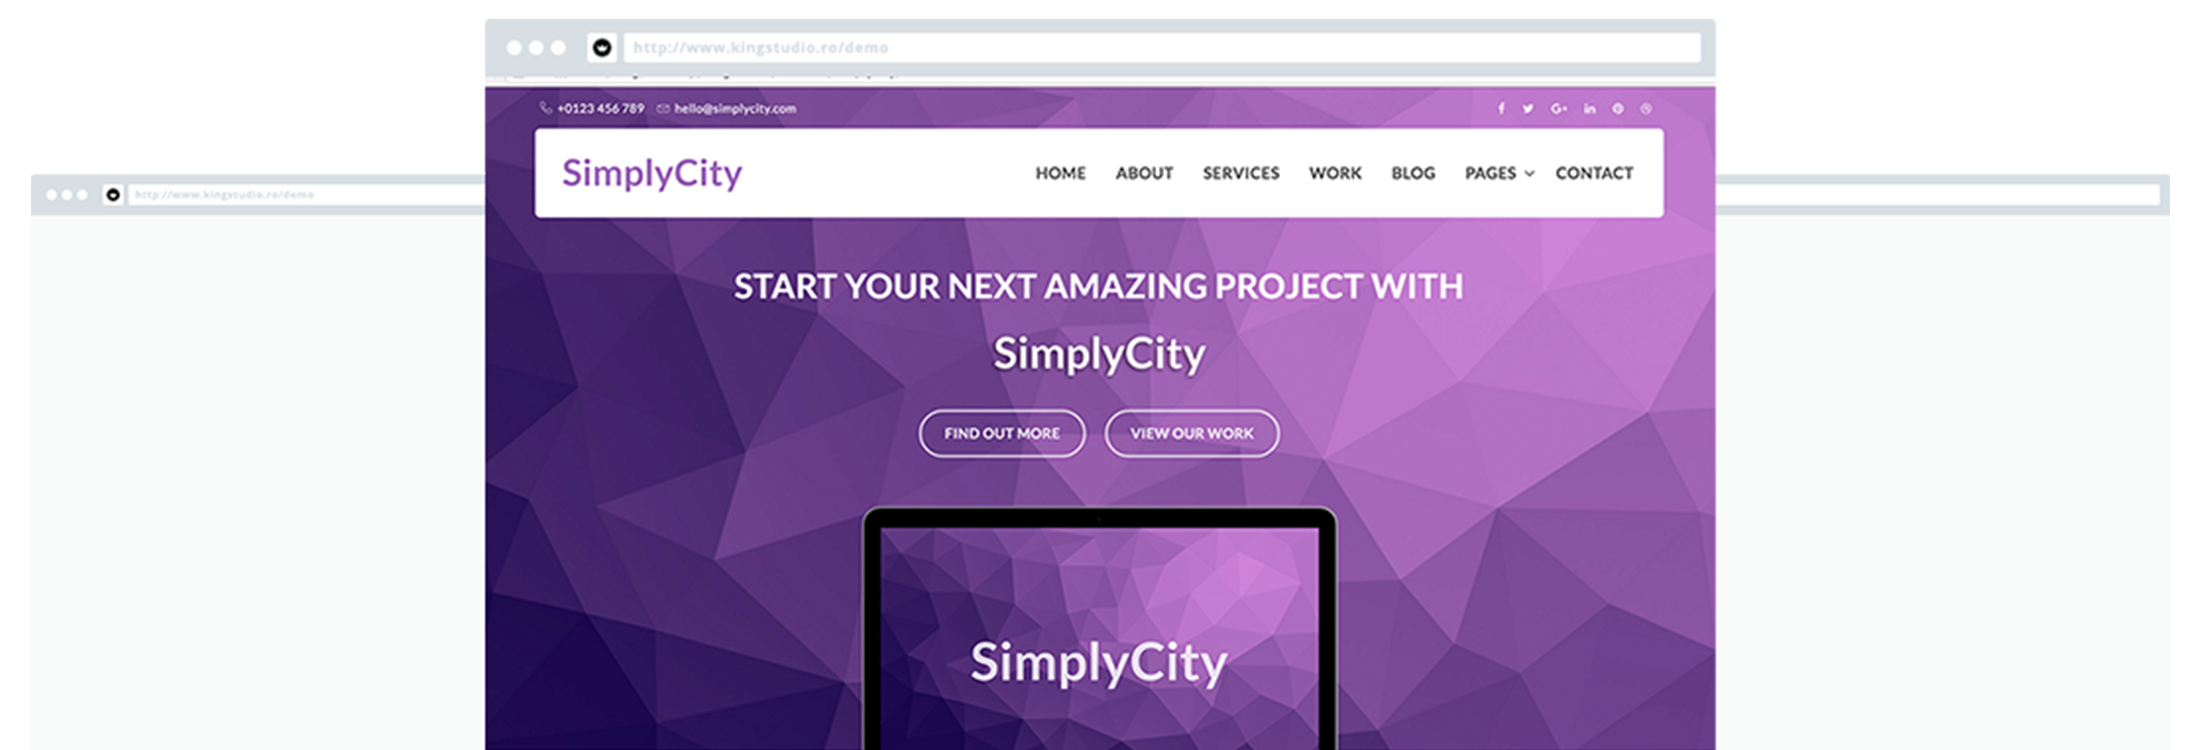 http://www.kingstudio.ro/demo
+0123 456 789 hello@simplycity.com
SimplyCity HOME ABOUT SERVICES WORK BLOG PAGES CONTACT
http://www.kingstudio.ro/demo
START YOUR NEXT AMAZING PROJECT WITH
SimplyCity
FIND OUT MORE VIEW OUR WORK
SimplyCity